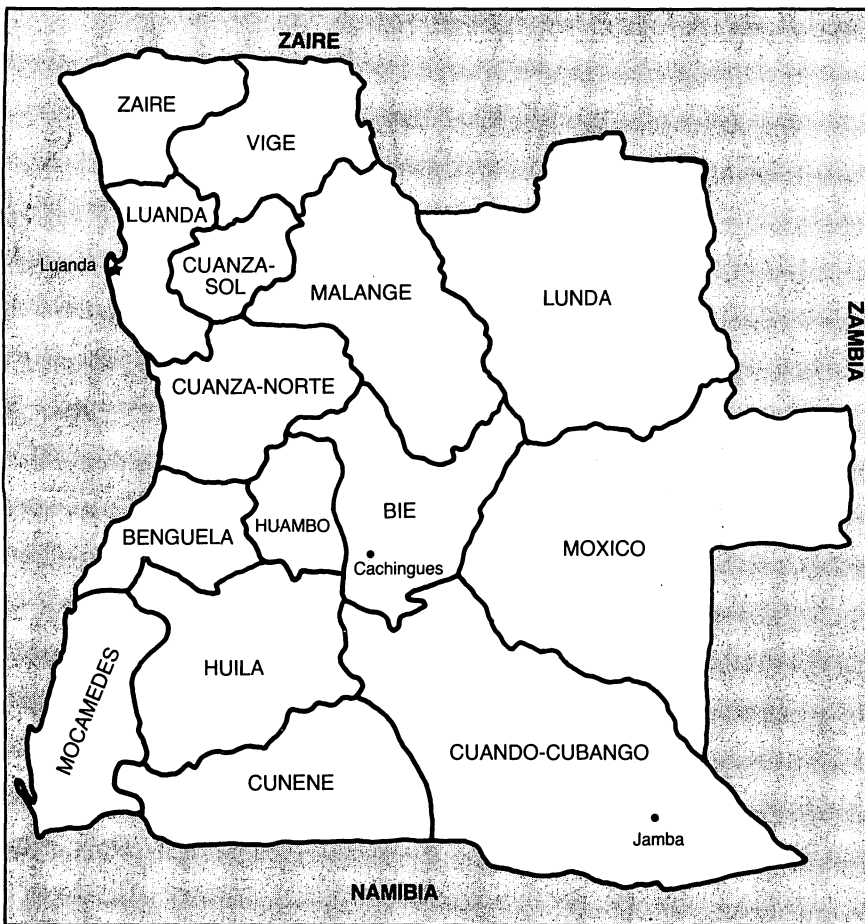 ZAIRE
ZAIRE
VIGE
LUANDA
Luanda
CUANZA-
SOL
MALANGE
LUNDA
ZAMBIA
CUANZA-NORTE
BENGUELA
HUAMBO
BIE
Cachingues
MOXICO
MOCAMEDES
HUILA
CUANDO-CUBANGO
CUNENE
Jamba
NAMIBIA